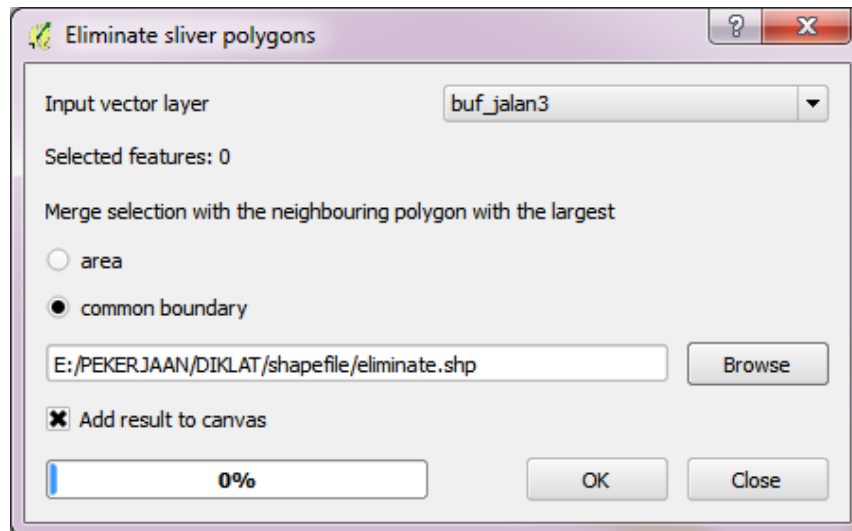 Eliminate sliver polygons
Input vector layer
buf_jalan3
Selected features: 0
Merge selection with the neighbouring polygon with the largest
area
common boundary
E:/PEKERJAAN/DIKLAT/shapefile/eliminate.shp
Browse
Add result to canvas
0%
OK
Close